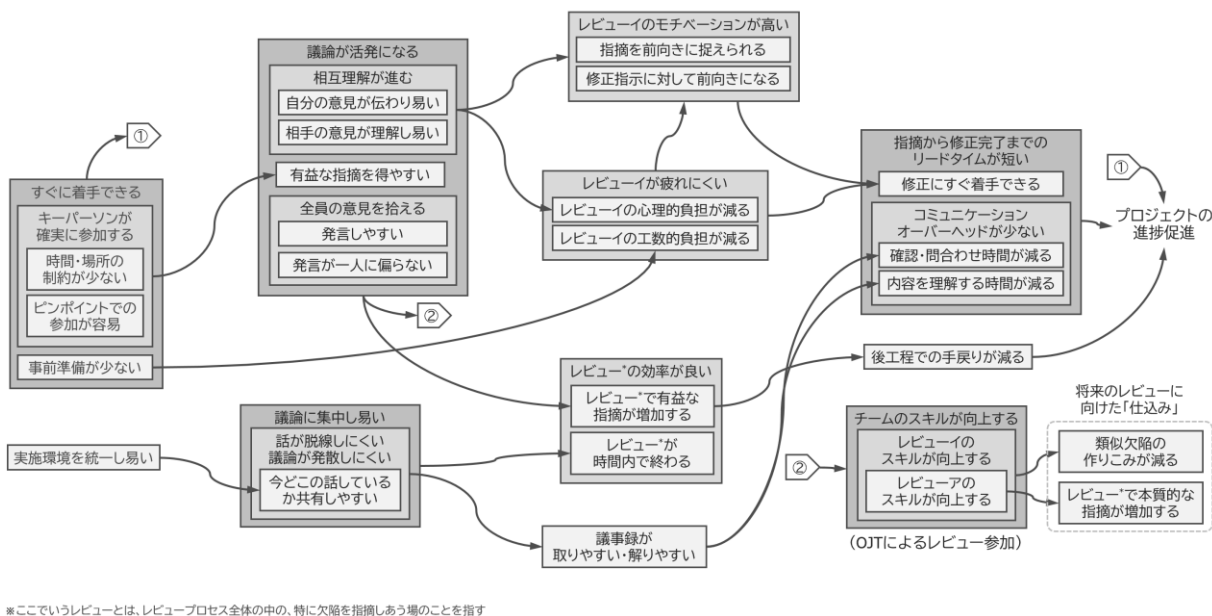 ①
すぐに着手できる
キーパーソンが
確実に参加する
時間・場所の
制約が少ない
ピンポイントでの
参加が容易
事前準備が少ない
実施環境を統一し易い
議論が活発になる
相互理解が進む
自分の意見が伝わり易い
相手の意見が理解し易い
有益な指摘を得やすい
全員の意見を拾える
発言しやすい
発言が一人に偏らない
②
議論に集中し易い
話が脱線しにくい
議論が発散しにくい
今どこの話している
か共有しやすい
レビューイのモチベーションが高い
指摘を前向きに捉えられる
修正指示に対して前向きになる
レビューイが疲れにくい
レビューイの心理的負担が減る
レビューイの工数的負担が減る
レビュー*の効率が良い
レビュー*で有益な
指摘が増加する
レビュー*が
時間内で終わる
議事録が
取りやすい・解りやすい
指摘から修正完了までの
リードタイムが短い
修正にすぐ着手できる
コミュニケーション
オーバーヘッドが少ない
確認・問合わせ時間が減る
内容を理解する時間が減る
後工程での手戻りが減る
①
プロジェクトの
進捗促進
②
チームのスキルが向上する
レビューイの
スキルが向上する
レビューアの
スキルが向上する
(OJTによるレビュー参加)
将来のレビューに
向けた「仕込み」
類似欠陥の
作りこみが減る
レビュー*で本質的な
指摘が増加する
※ここでいうレビューとは、レビュープロセス全体の中の、特に欠陥を指摘しあう場のことを指す